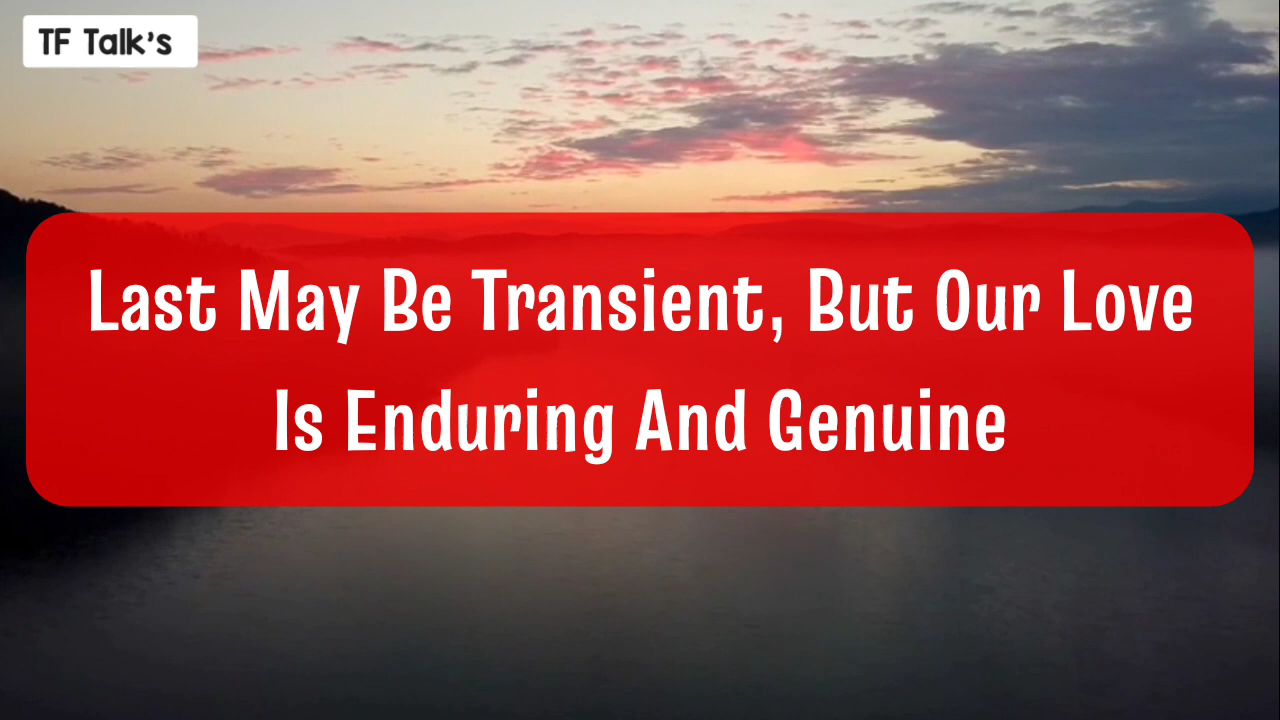 TF Talk's
Last May Be Transient, But Our Love
Is Enduring And Genuine